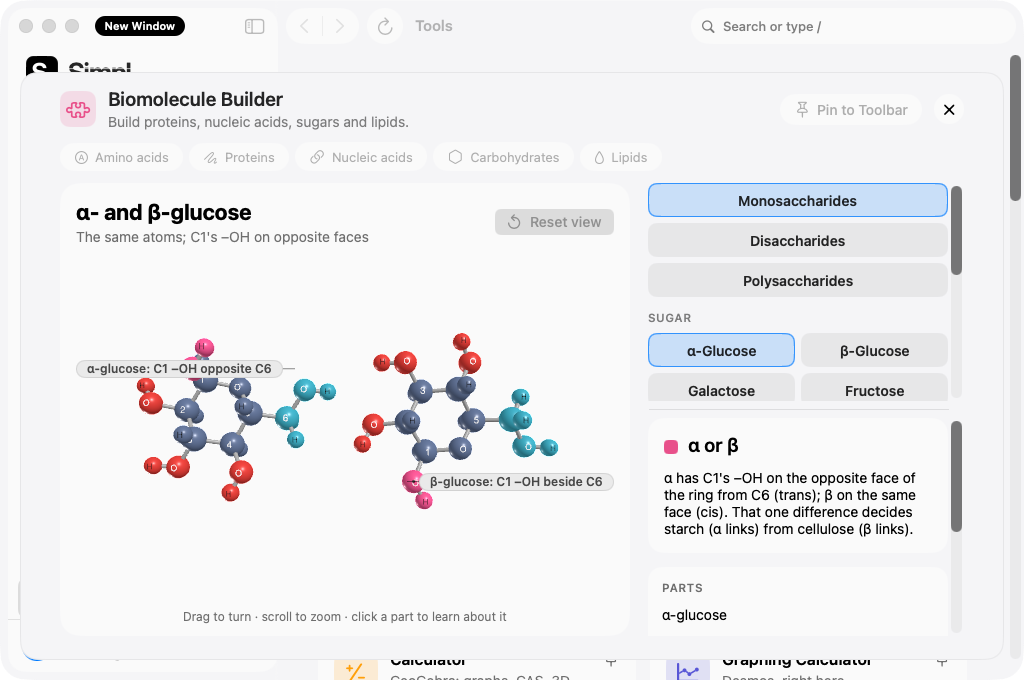 New Window
Tools
Search or type /
Biomolecule Builder
Build proteins, nucleic acids, sugars and lipids.
Pin to Toolbar
Amino acids
Proteins
Nucleic acids
Carbohydrates
Lipids
α- and β-glucose
The same atoms; C1's –OH on opposite faces
Reset view
α-glucose: C1 –OH opposite C6
β-glucose: C1 –OH beside C6
Drag to turn · scroll to zoom · click a part to learn about it
Monosaccharides
Disaccharides
Polysaccharides
SUGAR
α-Glucose
β-Glucose
Galactose
Fructose
α or β
α has C1's –OH on the opposite face of
the ring from C6 (trans); β on the same
face (cis). That one difference decides
starch (α links) from cellulose (β links).
PARTS
α-glucose
Calculator
Graphing Calculator